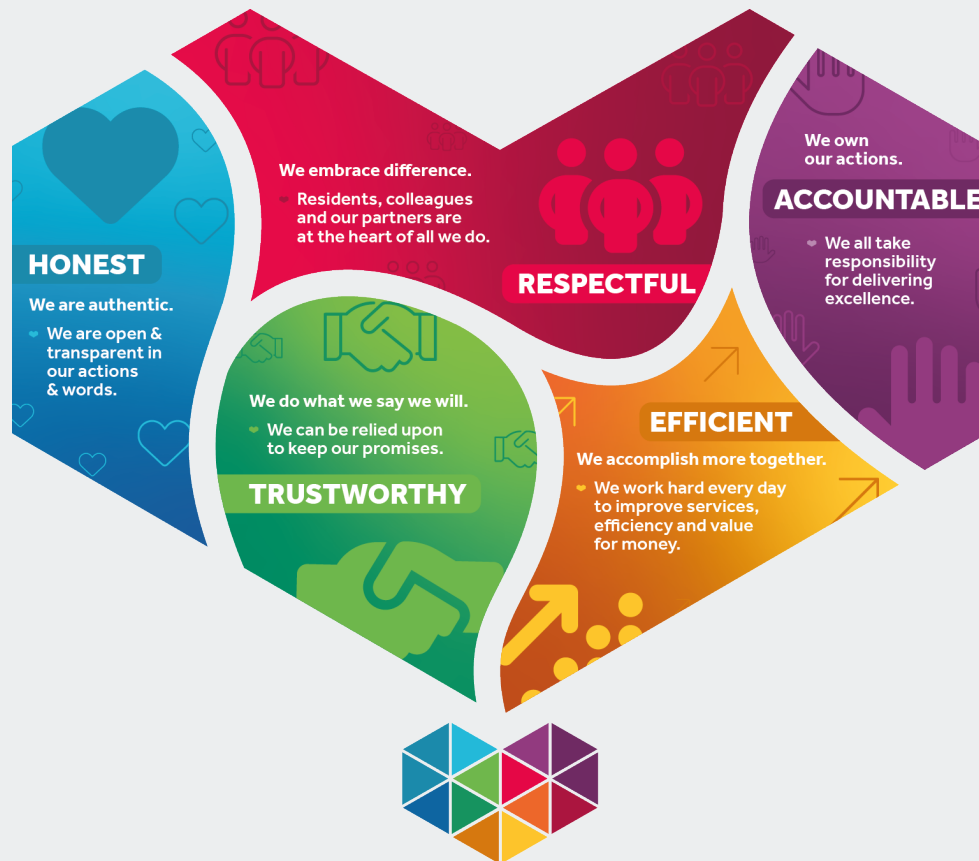 HONEST
We are authentic.
We are open &
transparent in
our actions
& words.
We embrace difference.
Residents, colleagues
and our partners are
at the heart of all we do.
RESPECTFUL
We own
our actions.
ACCOUNTABLE
We all take
responsibility
for delivering
excellence.
We do what we say we will.
We can be relied upon
to keep our promises.
TRUSTWORTHY
EFFICIENT
We accomplish more together.
We work hard every day
to improve services,
efficiency and value
for money.